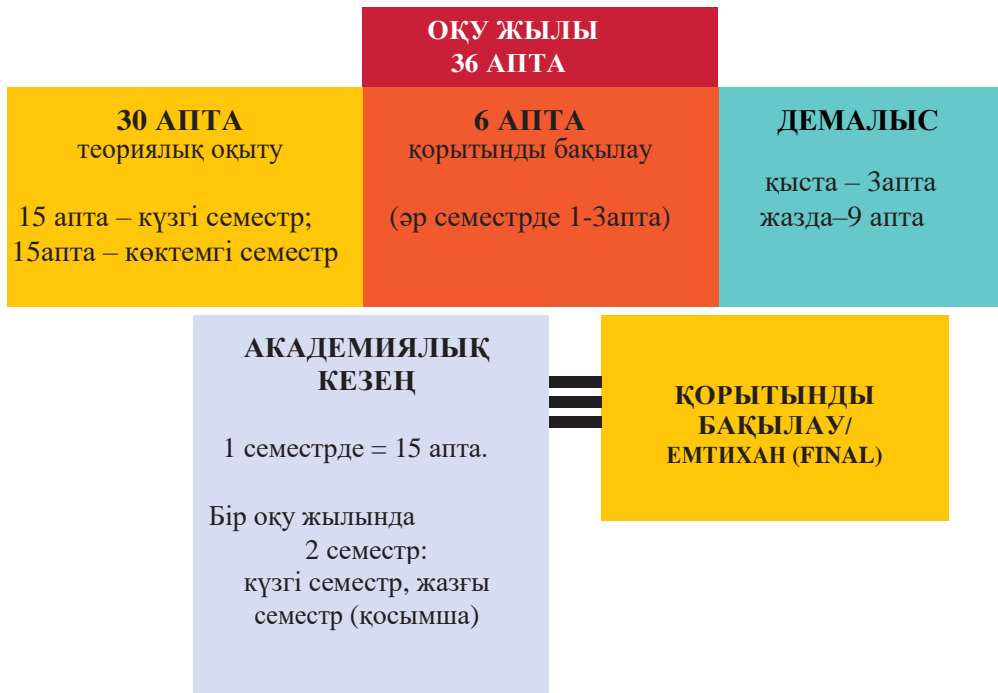 ОҚУ ЖЫЛЫ
36 АПТА
30 АПТА
теориялық оқыту
15 апта – күзгі семестр;
15апта – көктемгі семестр
6 АПТА
қорытынды бақылау
(әр семестрде 1-3апта)
ДЕМАЛЫС
қыста – 3апта
жазда–9 апта
АКАДЕМИЯЛЫҚ
КЕЗЕҢ
1 семестрде = 15 апта.
Бір оқу жылында
2 семестр:
күзгі семестр, жазғы
семестр (қосымша)
ҚОРЫТЫНДЫ
БАҚЫЛАУ/
ЕМТИХАН (FINAL)